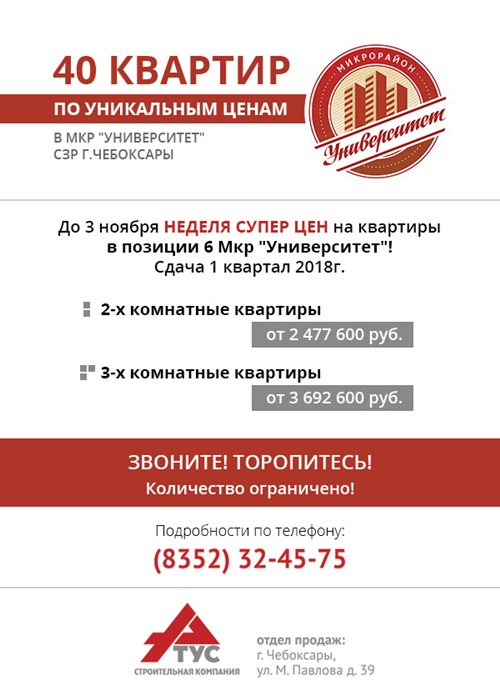 40 КВАРТИР
ПО УНИКАЛЬНЫМ ЦЕНАМ
В МКР "УНИВЕРСИТЕТ"
СЗР Г.ЧЕБОКСАРЫ
МИКРОРАЙОН
Университет
До 3 ноября НЕДЕЛЯ СУПЕР ЦЕН на квартиры
в позиции 6 Мкр "Университет"!
Сдача 1 квартал 2018г.
2-х комнатные квартиры
от 2 477 600 руб.
3-х комнатные квартиры
от 3 692 600 руб.
ЗВОНИТЕ! ТОРОПИТЕСЬ!
Количество ограничено!
Подробности по телефону:
(8352) 32-45-75
ТУС
СТРОИТЕЛЬНАЯ КОМПАНИЯ
отдел продаж:
г. Чебоксары,
ул. М. Павлова д. 39